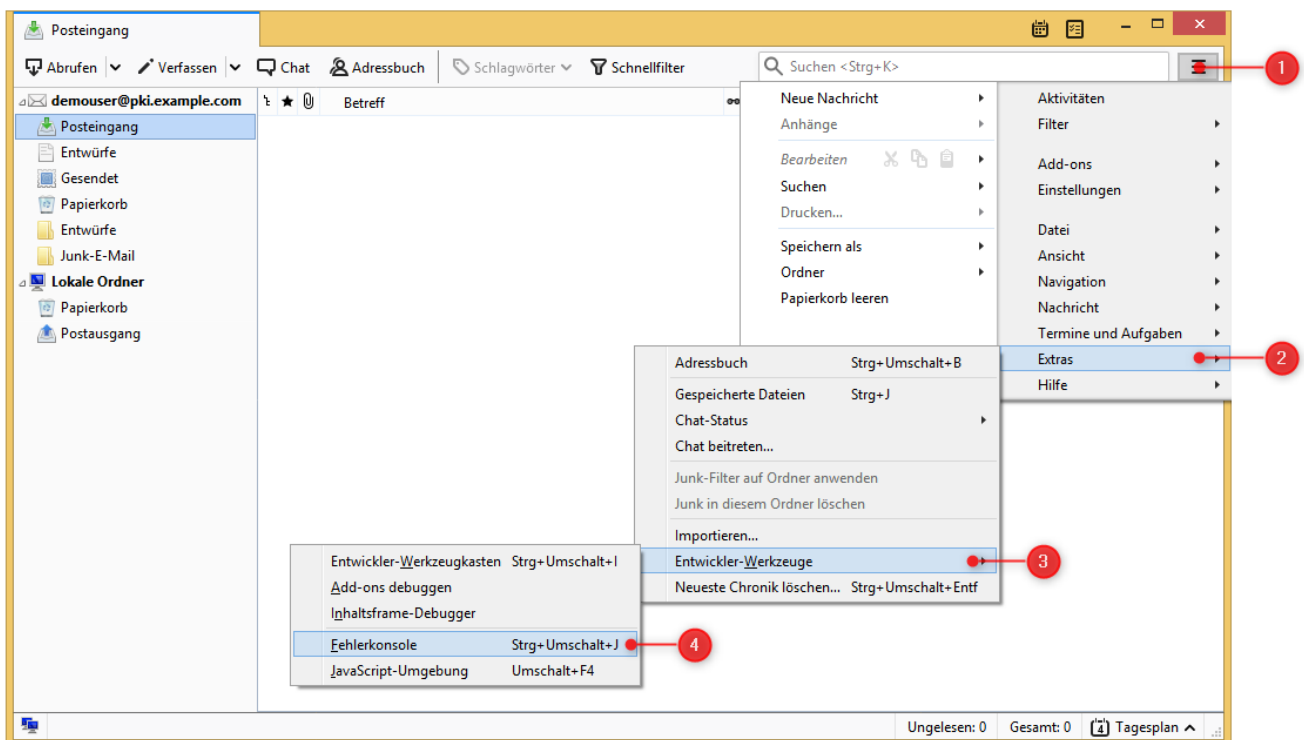 Posteingang
Abrufen Verfassen Chat Adressbuch Schlagwörter Schnellfilter Suchen <Strg+K>
1
demouser@pki.example.com
Betreff
Posteingang
Entwürfe
Gesendet
Papierkorb
Entwürfe
Junk-E-Mail
Lokale Ordner
Papierkorb
Postausgang
Neue Nachricht
Anhänge
Bearbeiten
Suchen
Drucken...
Speichern als
Ordner
Papierkorb leeren
Aktivitäten
Filter
Add-ons
Einstellungen
Datei
Ansicht
Navigation
Nachricht
Termine und Aufgaben
Extras
2
Hilfe
Adressbuch Strg+Umschalt+B
Gespeicherte Dateien Strg+J
Chat-Status
Chat beitreten...
Junk-Filter auf Ordner anwenden
Junk in diesem Ordner löschen
Importieren...
Entwickler-Werkzeuge
3
Neueste Chronik löschen... Strg+Umschalt+Entf
Entwickler-Werkzeugkasten Strg+Umschalt+I
Add-ons debuggen
Inhaltsframe-Debugger
Fehlerkonsole Strg+Umschalt+J
4
JavaScript-Umgebung Umschalt+F4
Ungelesen: 0 Gesamt: 0 4 Tagesplan